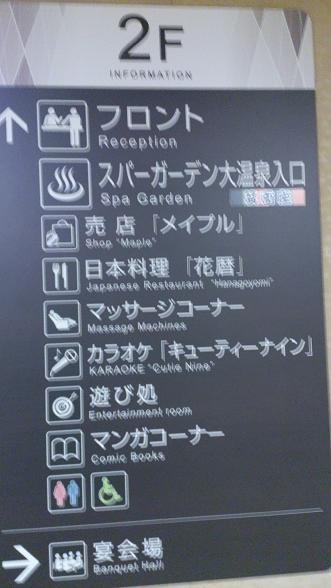 2F
INFORMATION
フロント
Reception
スパーガーデン大温泉入口
Spa Garden
売店『メイプル』
Shop "Maple"
日本料理『花暦』
Japanese Restaurant "Hanagoyomi"
マッサージコーナー
Massage Machines
カラオケ『キューティーナイン』
KARAOKE "Cutie Nine"
遊び処
Entertainment room
マンガコーナー
Comic Books
宴会場
Banquet Hall